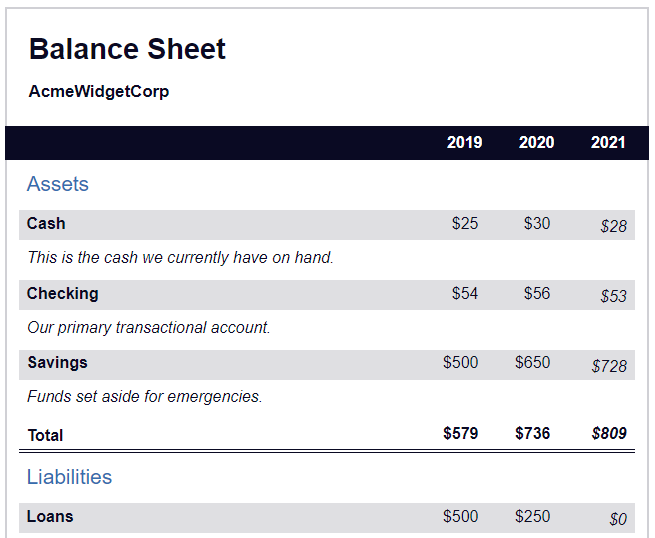 Balance Sheet
AcmeWidgetCorp
2019 2020 2021
Assets
Cash $25 $30 $28
This is the cash we currently have on hand.
Checking $54 $56 $53
Our primary transactional account.
Savings $500 $650 $728
Funds set aside for emergencies.
Total $579 $736 $809
Liabilities
Loans $500 $250 $0